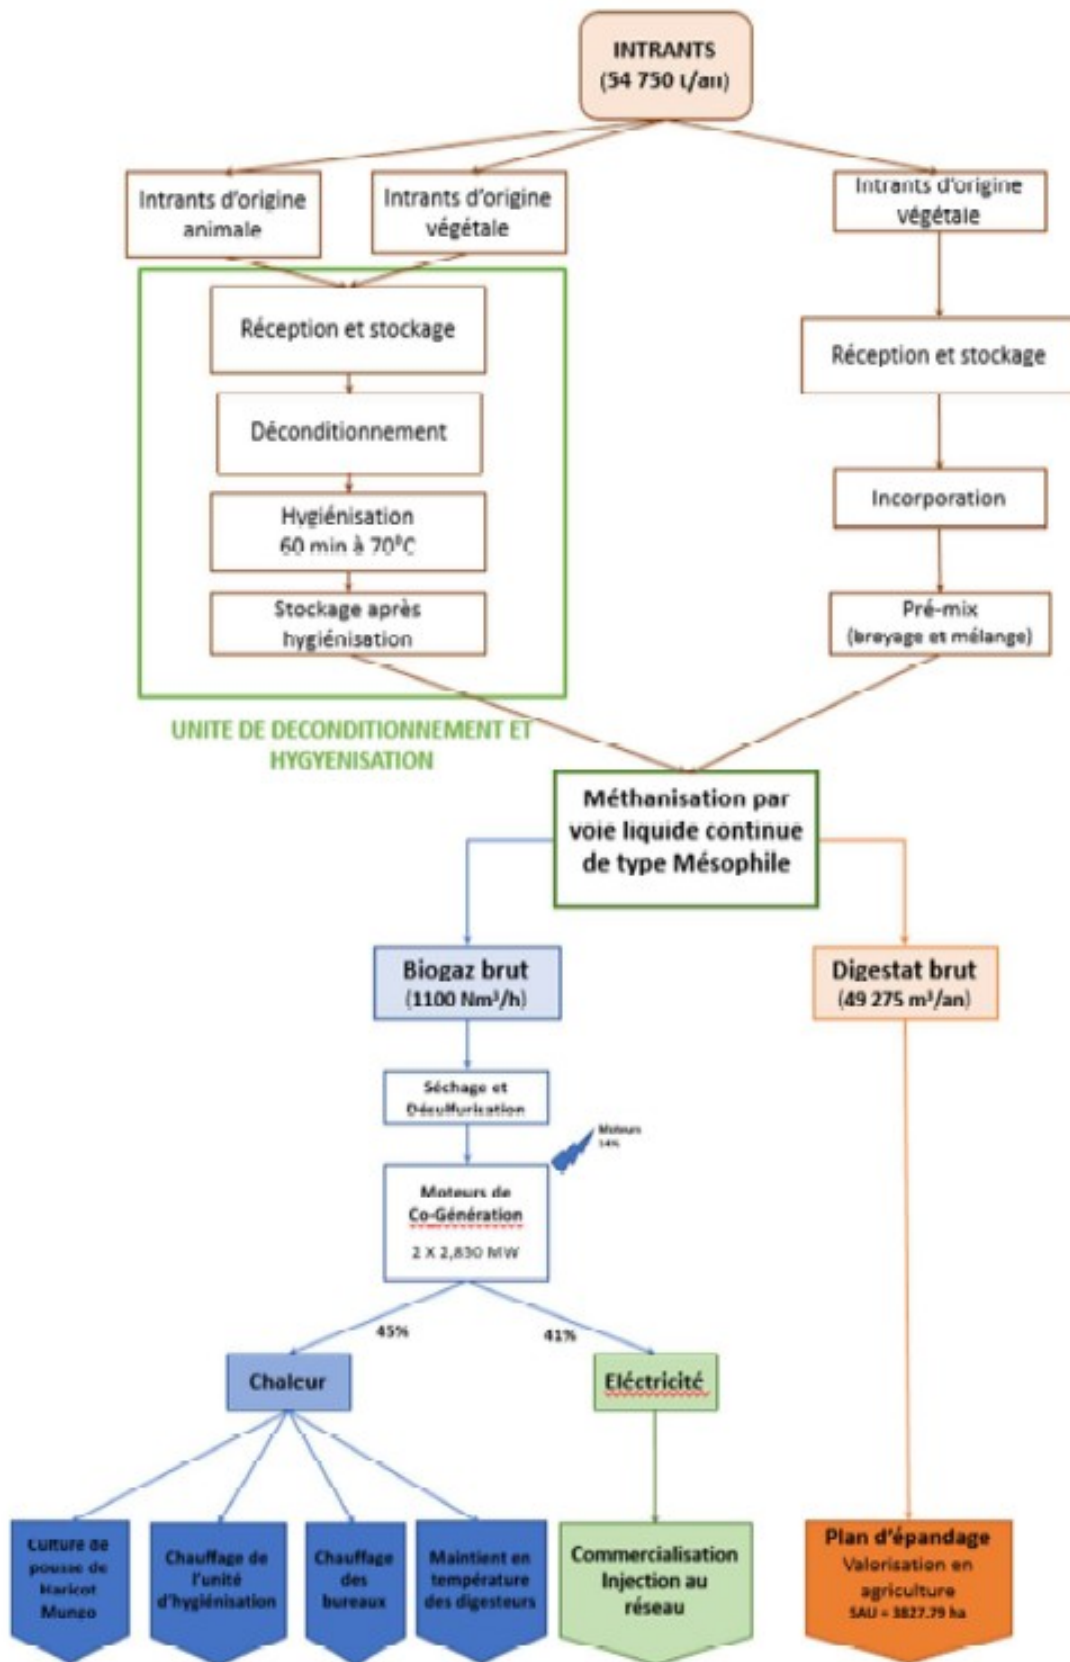 INTRANTS
(54 750 t/an)
Intrants d'origine
animale
Intrants d'origine
végétale
Intrants d'origine
végétale
Réception et stockage
Déconditionnement
Hygiénisation
60 min à 70°C
Stockage après
hygiénisation
UNITE DE DECONDITIONNEMENT ET
HYGYENISATION
Réception et stockage
Incorporation
Pré-mix
(broyage et mélange)
Méthanisation par
voie liquide continue
de type Mésophile
Biogaz brut
(1100 Nm³/h)
Digestat brut
(49 275 m³/an)
Séchage et
Désulfurisation
Moteurs
14%
Moteurs de
Co-Génération
2 X 2,830 MW
45%
41%
Chaleur
Eléctricité
Culture de
pousse de
Haricot
Mungo
Chauffage de
l'unité
d'hygiénisation
Chauffage
des
bureaux
Maintient en
température
des digesteurs
Commercialisation
Injection au
réseau
Plan d'épandage
Valorisation en
agriculture
SAU = 3827.79 ha